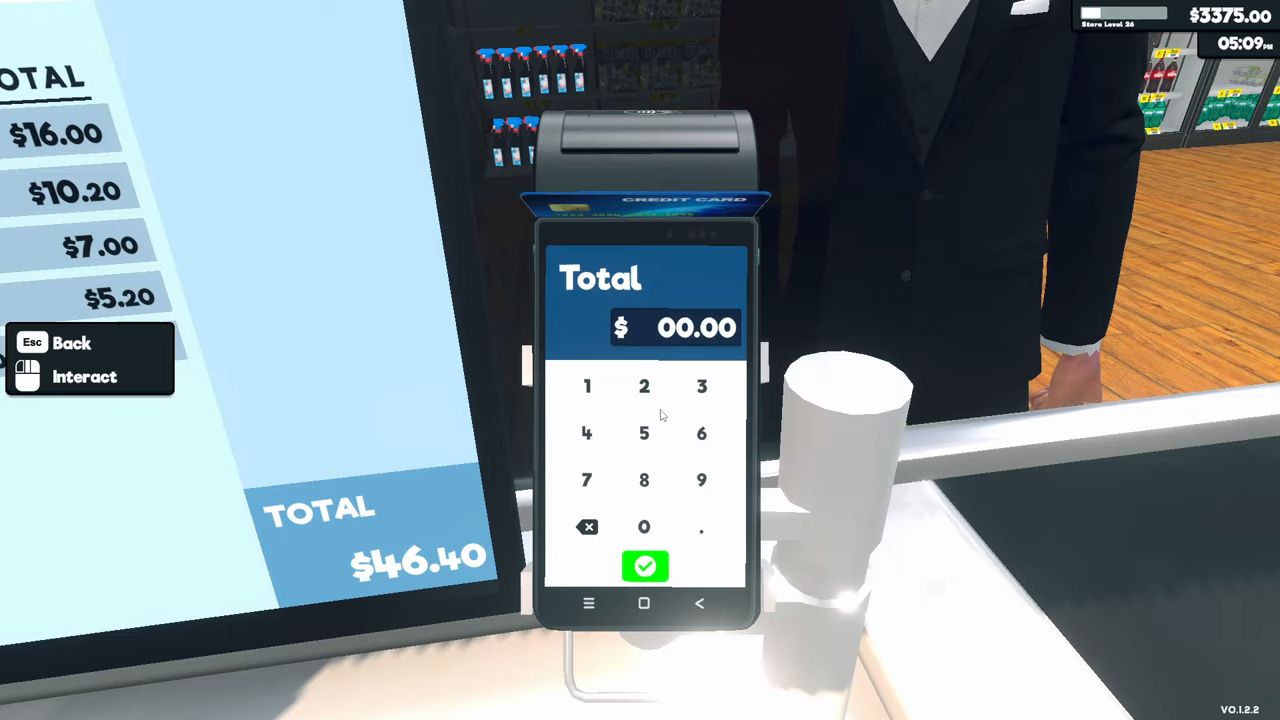 OTAL
$16.00
$10.20
$7.00
$5.20
Esc Back
Interact
TOTAL
$46.40
CREDIT CARD
Total
$ 00.00
1 2 3
4 5 6
7 8 9
0 .
Store Level 26
$3375.00
05:09PM
V0.1.2.2